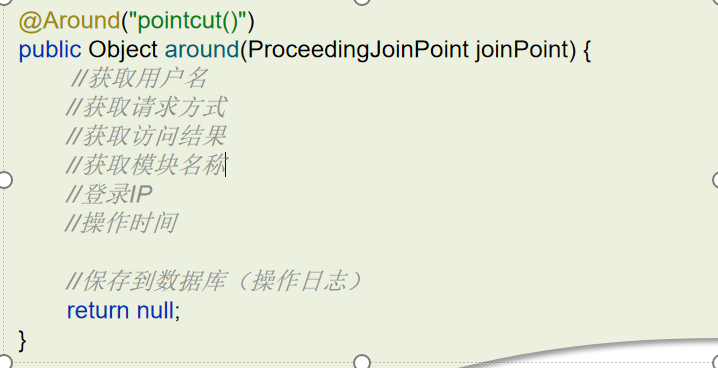 @Around("pointcut()")
public Object around(ProceedingJoinPoint joinPoint) {
//获取用户名
//获取请求方式
//获取访问结果
//获取模块名称
//登录IP
//操作时间
//保存到数据库（操作日志）
return null;
}